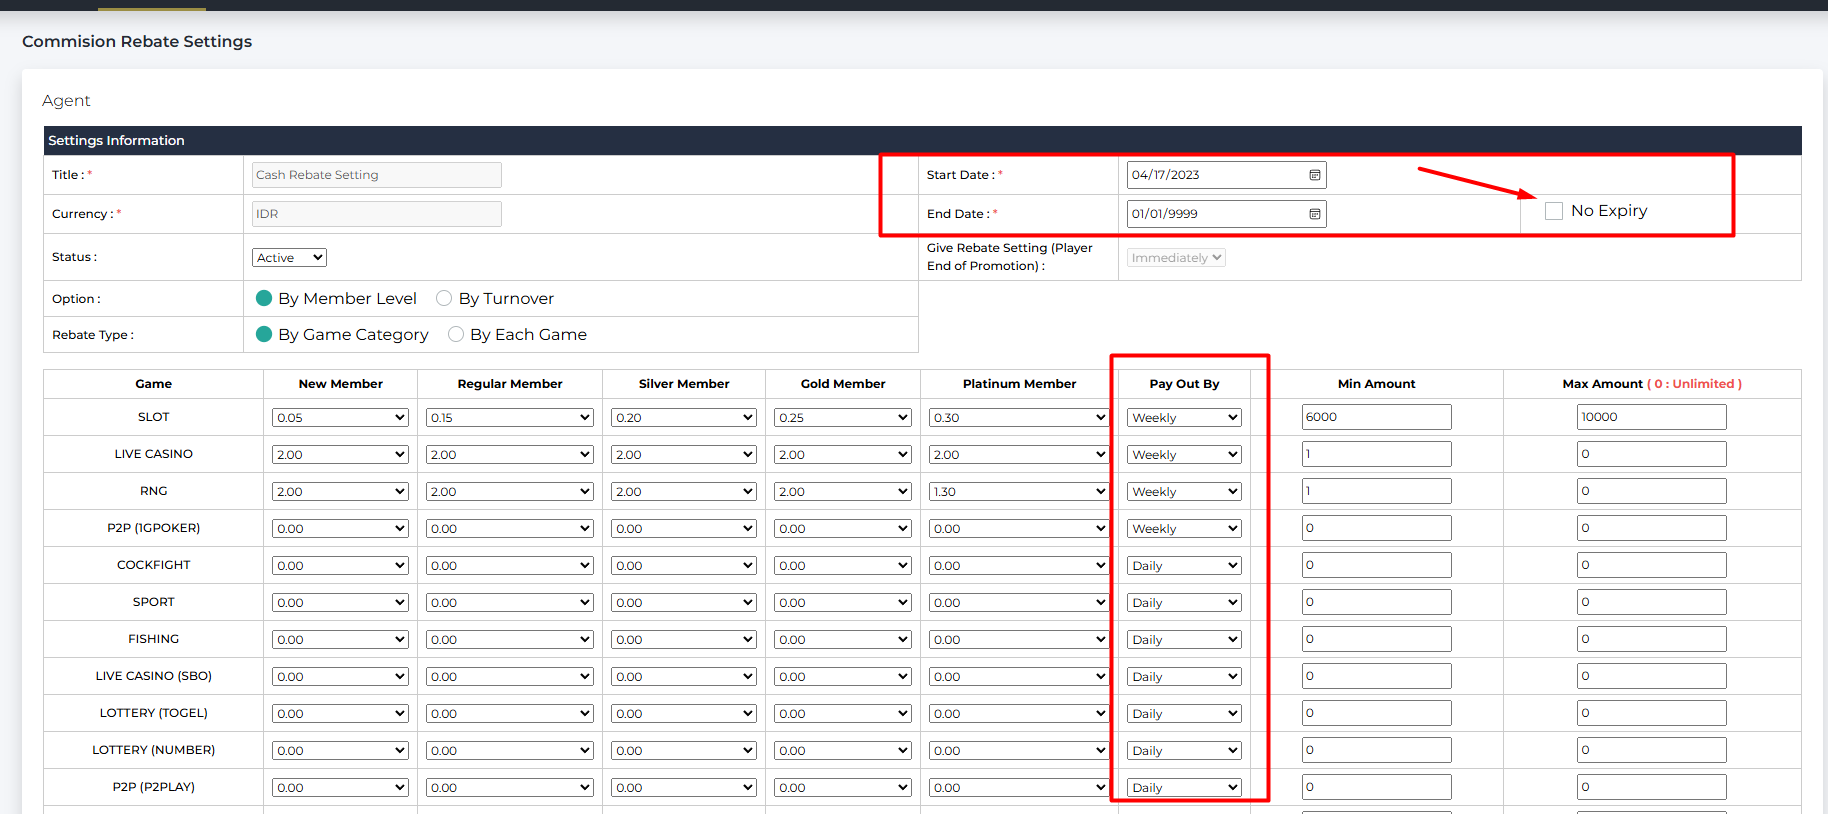 Commision Rebate Settings
Agent
Settings Information
Title : * Cash Rebate Setting Start Date : * 04/17/2023
Currency : * IDR End Date : * 01/01/9999 No Expiry
Status : Active Give Rebate Setting (Player
End of Promotion) : Immediately
Option : By Member Level By Turnover
Rebate Type : By Game Category By Each Game
Game New Member Regular Member Silver Member Gold Member Platinum Member Pay Out By Min Amount Max Amount ( 0 : Unlimited )
SLOT 0.05 0.15 0.20 0.25 0.30 Weekly 6000 10000
LIVE CASINO 2.00 2.00 2.00 2.00 2.00 Weekly 1 0
RNG 2.00 2.00 2.00 2.00 1.30 Weekly 1 0
P2P (1GPOKER) 0.00 0.00 0.00 0.00 0.00 Weekly 0 0
COCKFIGHT 0.00 0.00 0.00 0.00 0.00 Daily 0 0
SPORT 0.00 0.00 0.00 0.00 0.00 Daily 0 0
FISHING 0.00 0.00 0.00 0.00 0.00 Daily 0 0
LIVE CASINO (SBO) 0.00 0.00 0.00 0.00 0.00 Daily 0 0
LOTTERY (TOGEL) 0.00 0.00 0.00 0.00 0.00 Daily 0 0
LOTTERY (NUMBER) 0.00 0.00 0.00 0.00 0.00 Daily 0 0
P2P (P2PLAY) 0.00 0.00 0.00 0.00 0.00 Daily 0 0